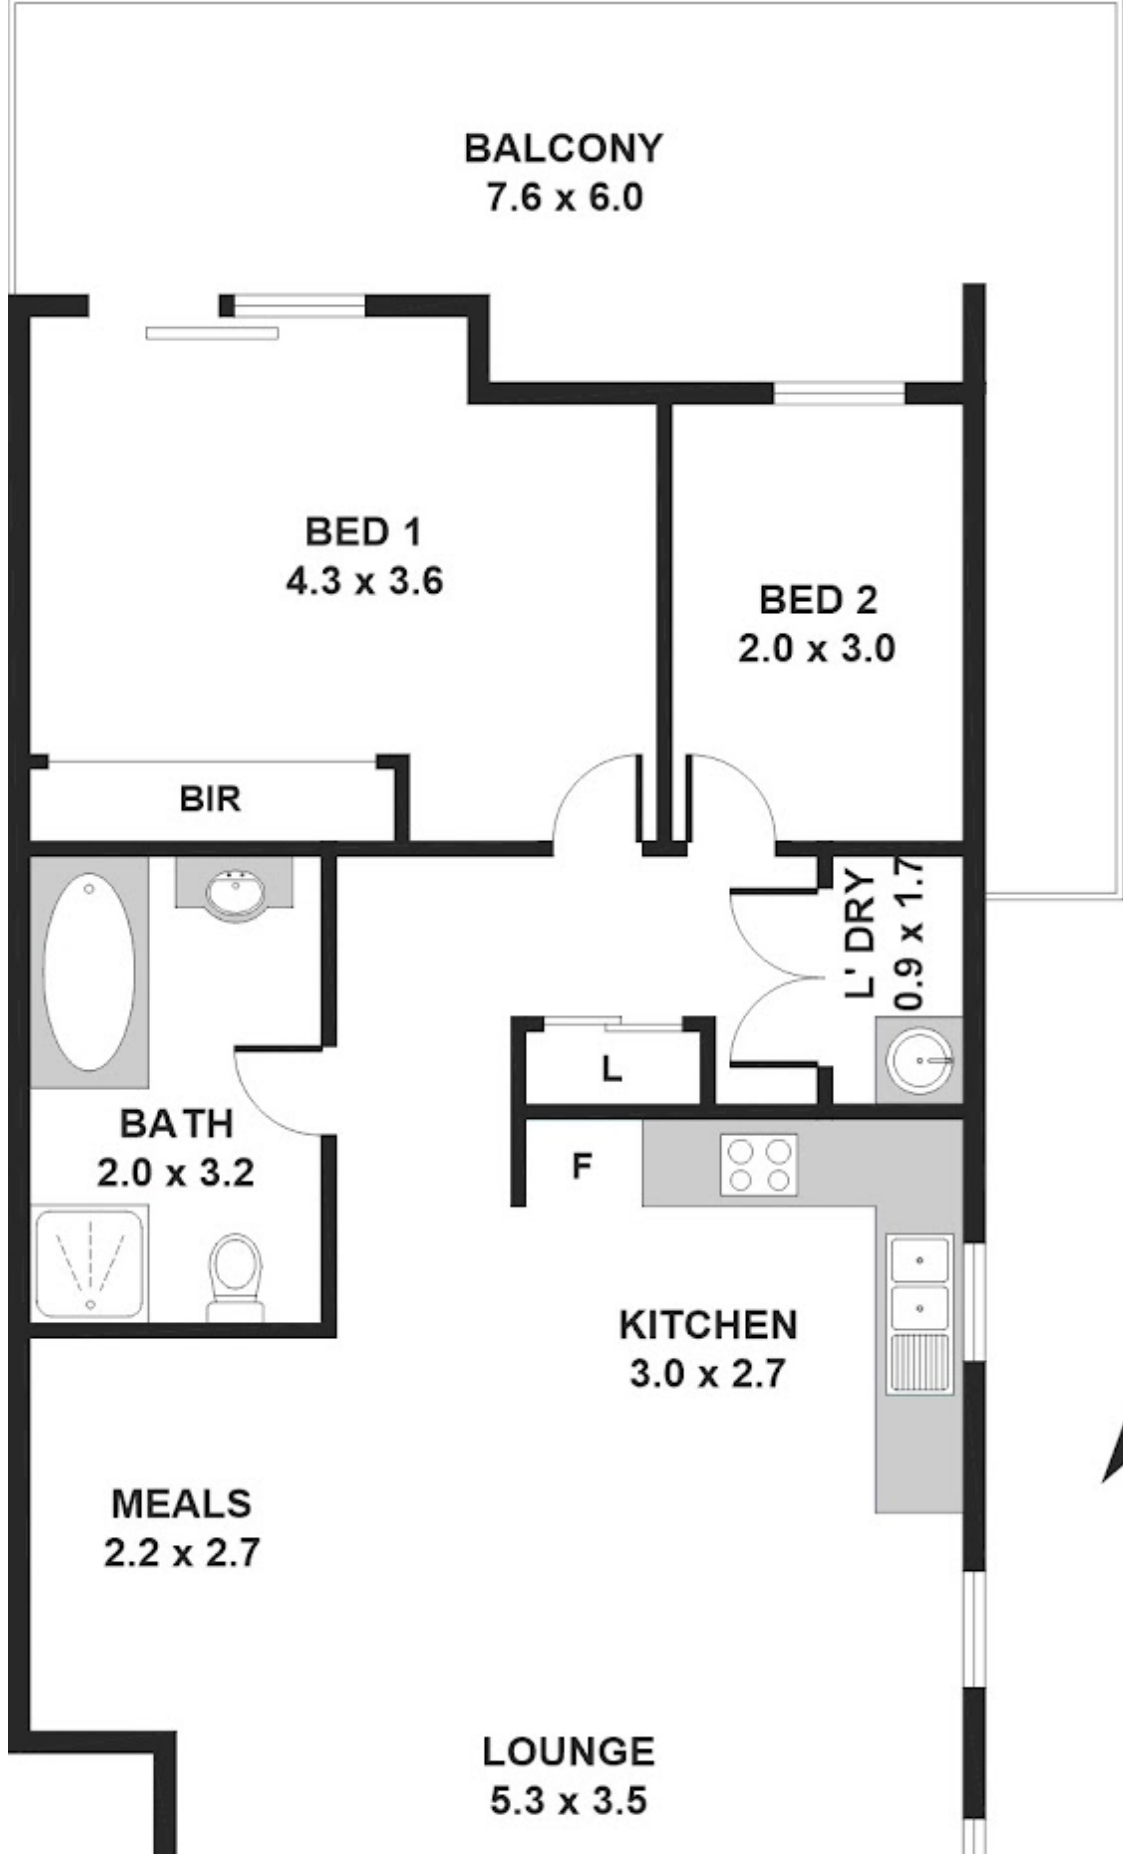 BALCONY
7.6 x 6.0
BED 1
4.3 x 3.6
BED 2
2.0 x 3.0
BIR
L' DRY
0.9 x 1.7
L
BATH
2.0 x 3.2
F
KITCHEN
3.0 x 2.7
MEALS
2.2 x 2.7
LOUNGE
5.3 x 3.5